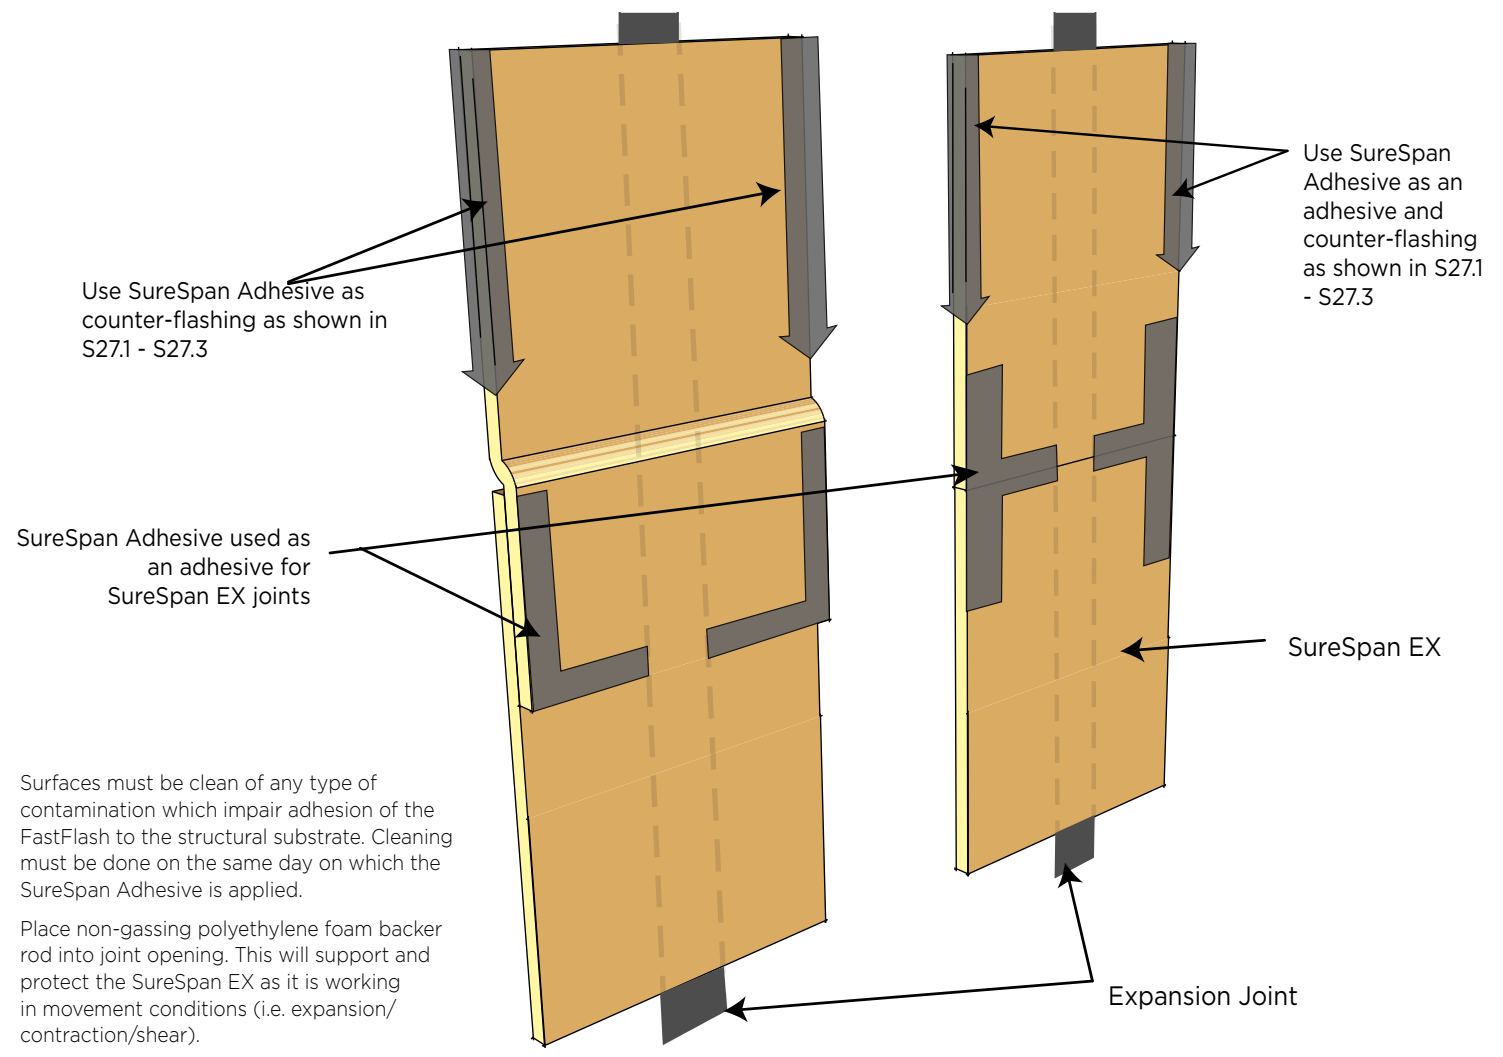 Use SureSpan Adhesive as
counter-flashing as shown in
S27.1 - S27.3
Use SureSpan
Adhesive as an
adhesive and
counter-flashing
as shown in S27.1
- S27.3
SureSpan Adhesive used as
an adhesive for
SureSpan EX joints
SureSpan EX
Surfaces must be clean of any type of
contamination which impair adhesion of the
FastFlash to the structural substrate. Cleaning
must be done on the same day on which the
SureSpan Adhesive is applied.
Place non-gassing polyethylene foam backer
rod into joint opening. This will support and
protect the SureSpan EX as it is working
in movement conditions (i.e. expansion/
contraction/shear).
Expansion Joint